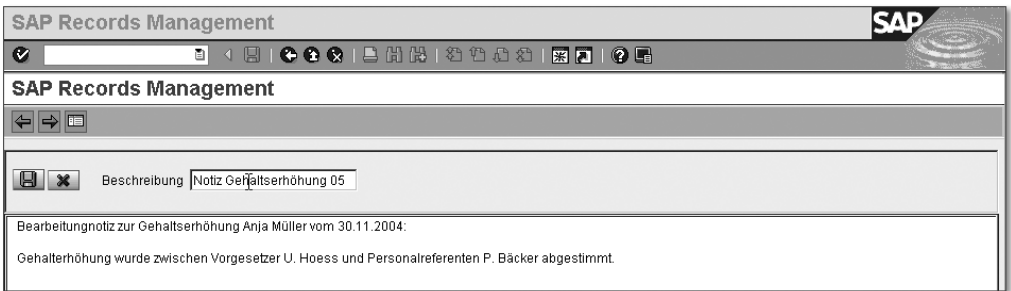 SAP Records Management
SAP
SAP Records Management
Beschreibung Notiz Gehaltserhöhung 05
Bearbeitungnotiz zur Gehaltserhöhung Anja Müller vom 30.11.2004:
Gehalterhöhung wurde zwischen Vorgesetzer U. Hoess und Personalreferenten P. Bäcker abgestimmt.